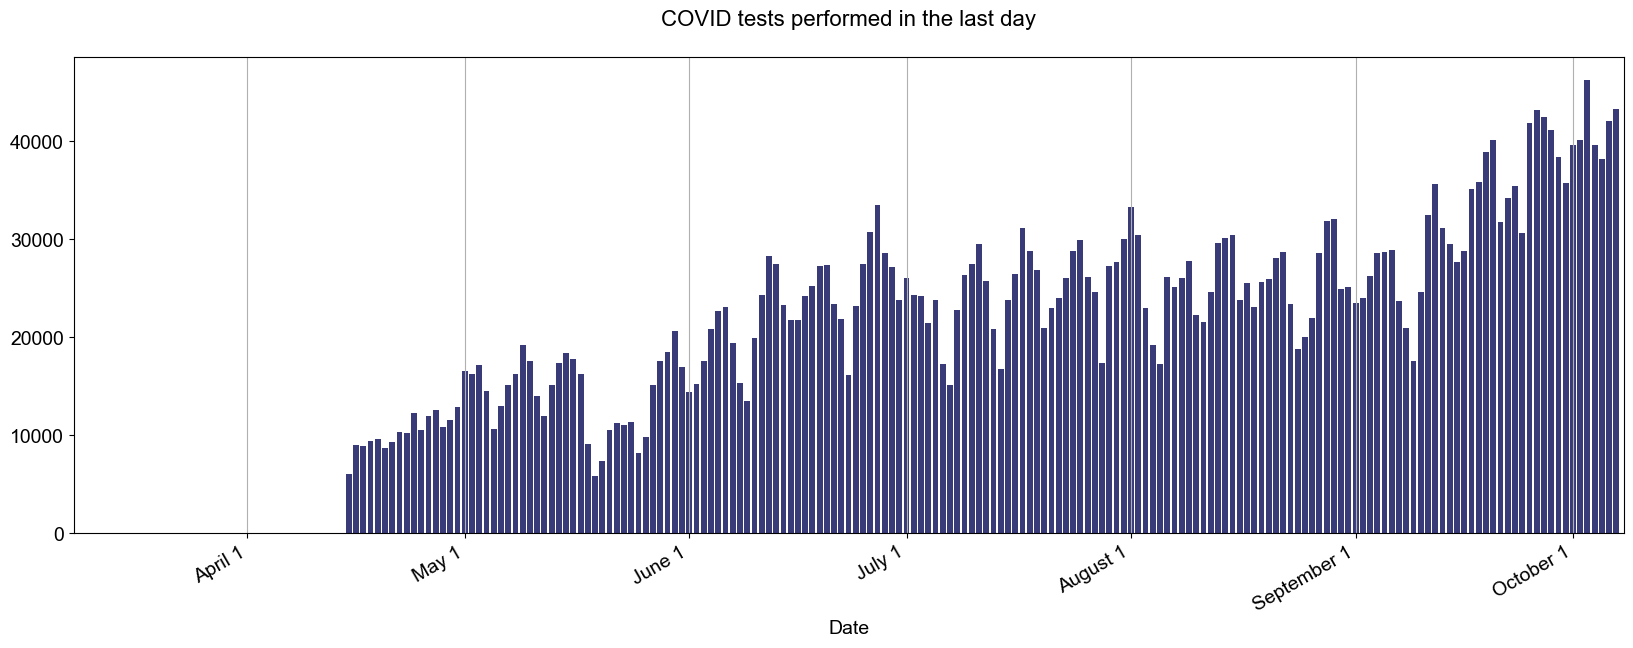 COVID tests performed in the last day
40000
30000
20000
10000
0
April 1
May 1
June 1
July 1
August 1
September 1
October 1
Date